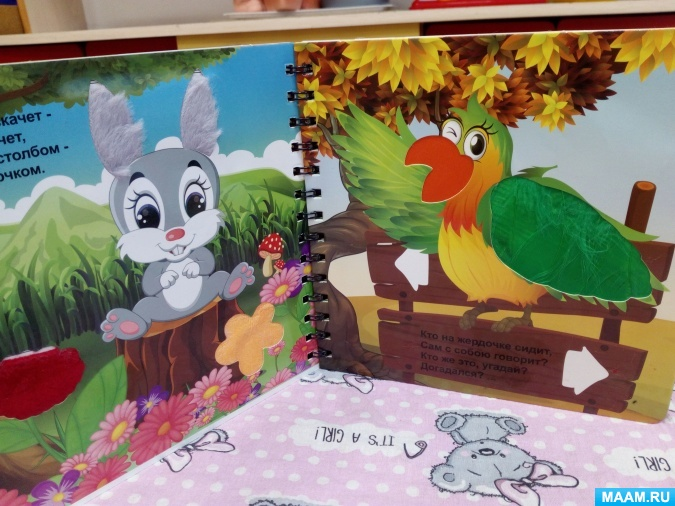 скачет -
чет,
столбом -
чком.
Кто на жердочке сидит,
Сам с собою говорит?
Кто же это, угадай?
Догадался?
IT'S A GIRL!
GIRL!
MAAM.RU